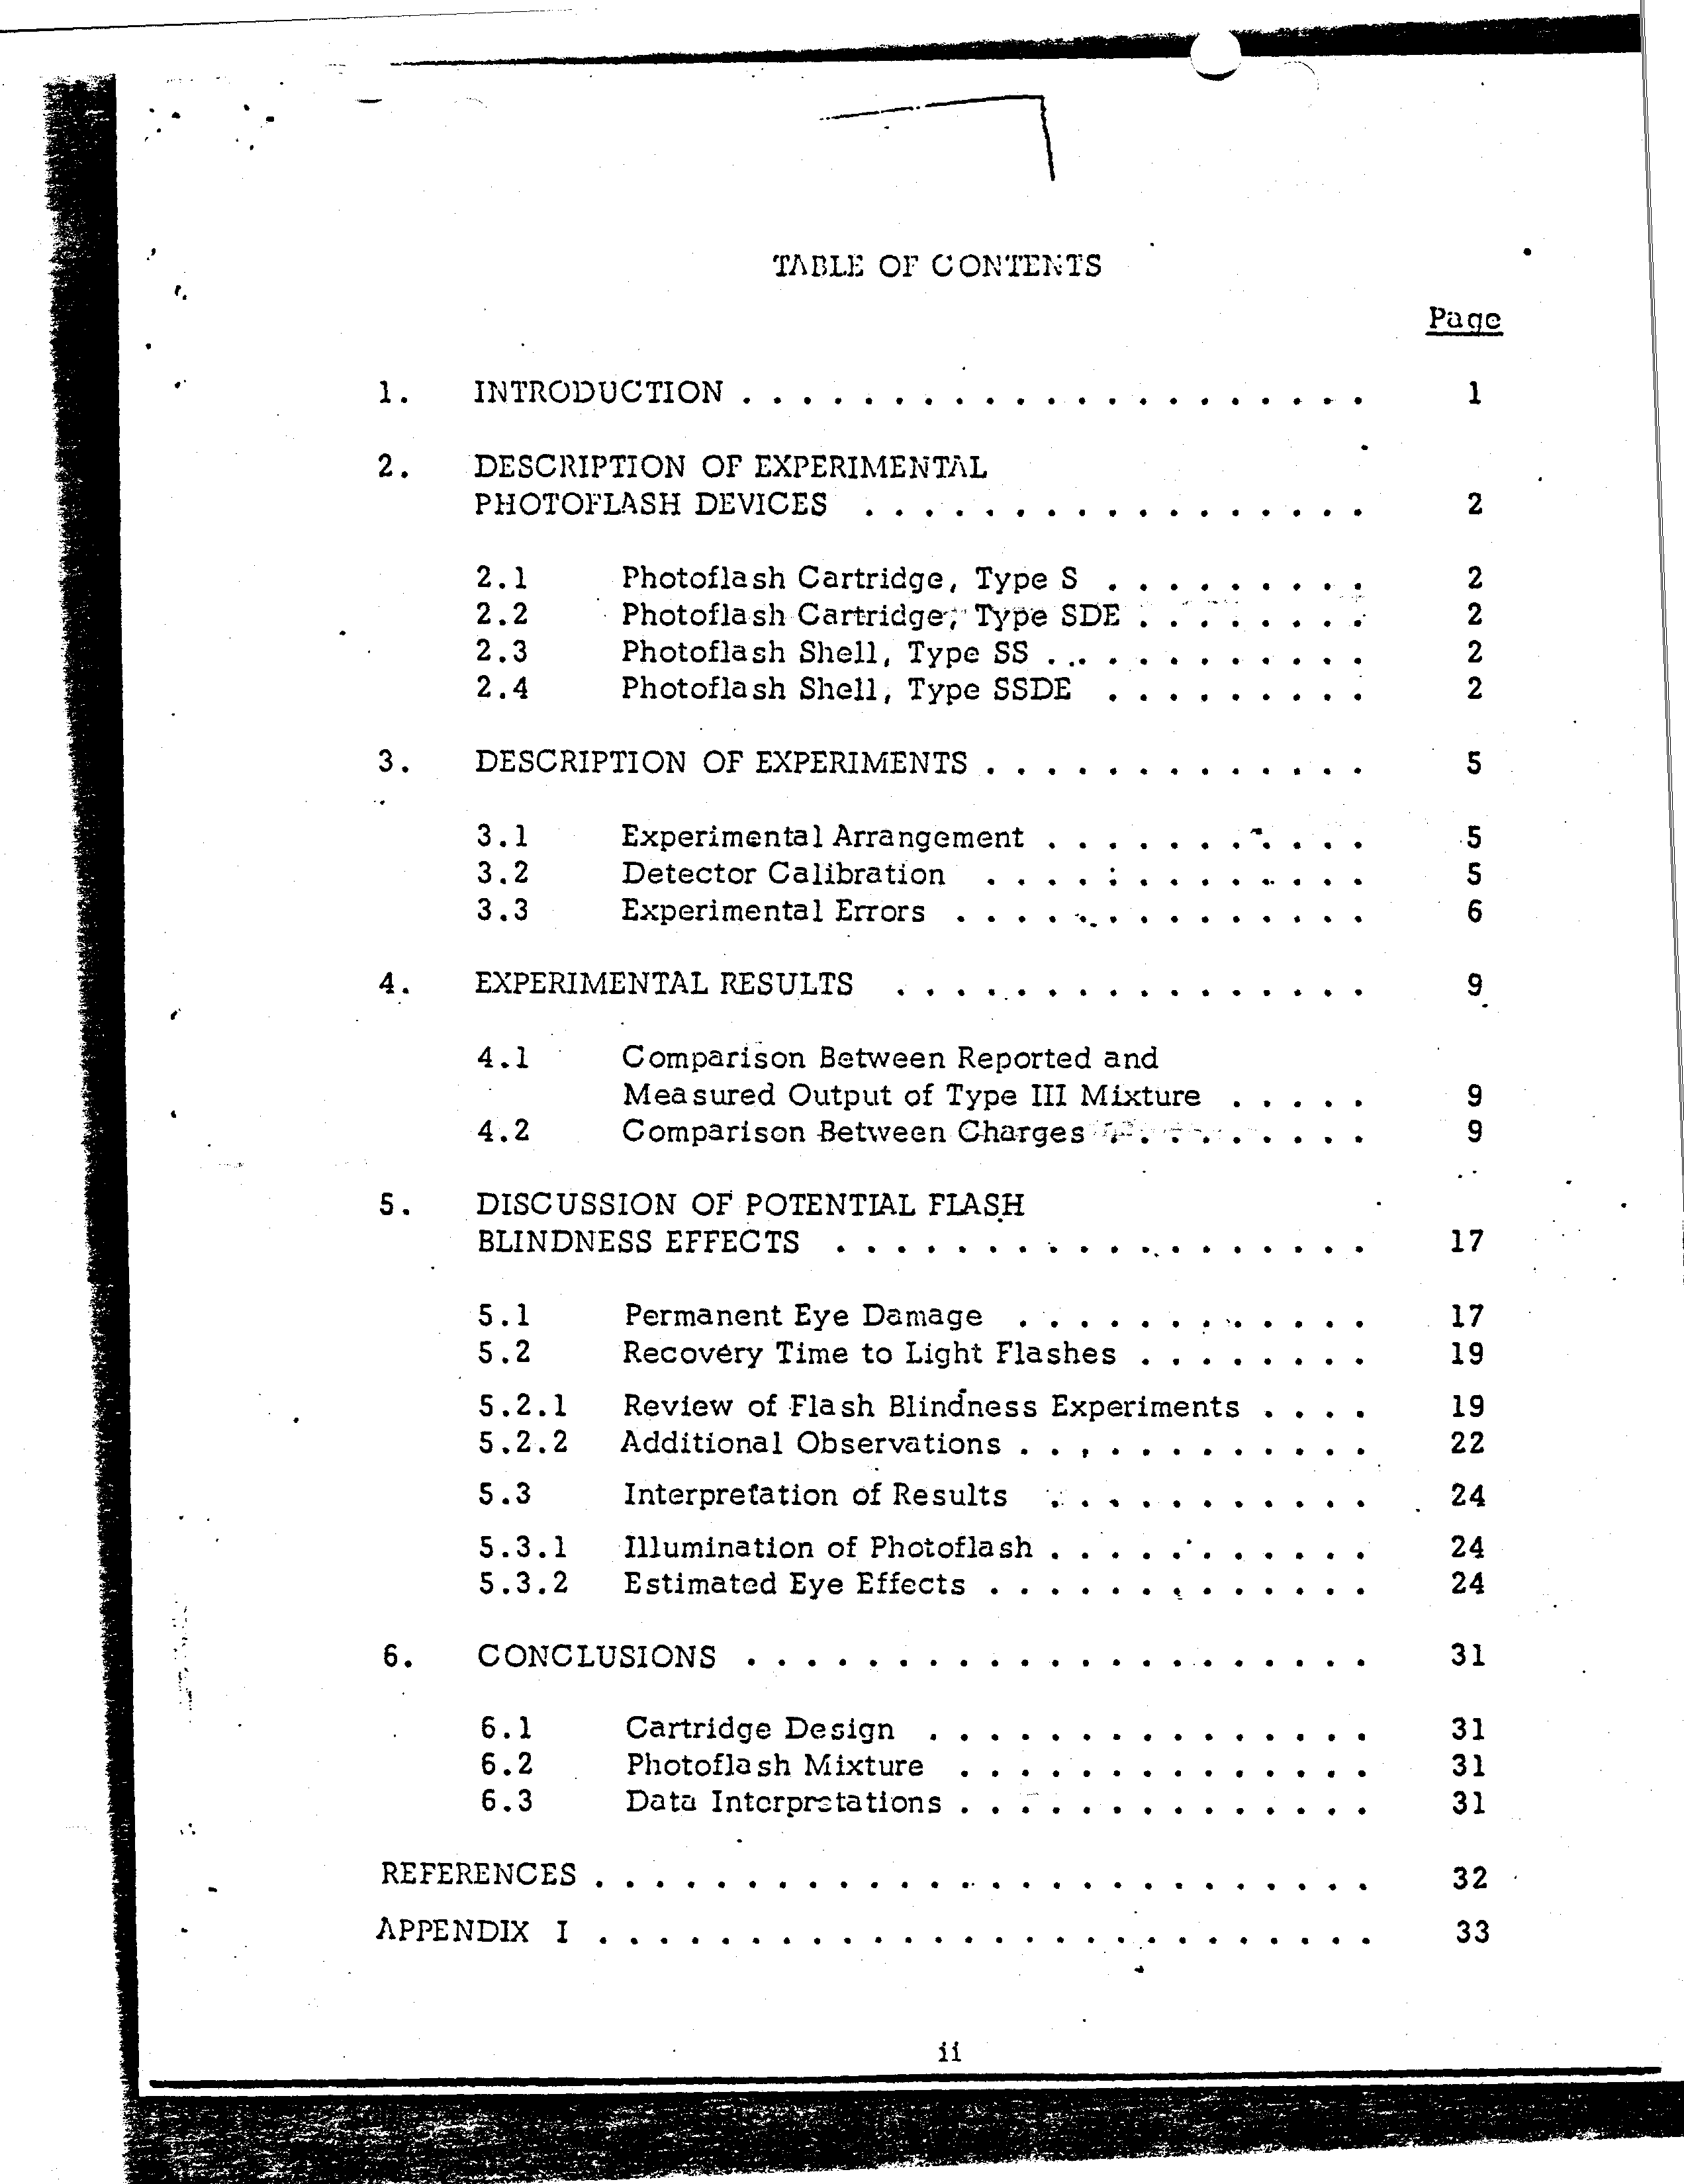 TABLE OF CONTENTS
Page
1. INTRODUCTION . . . . . . . . . . . . . . . . . . . . . 1
2. DESCRIPTION OF EXPERIMENTAL
PHOTOFLASH DEVICES . . . . . . . . . . . . . . . . . 2
2.1 Photoflash Cartridge, Type S . . . . . . . . . 2
2.2 Photoflash Cartridge, Type SDE . . . . . . . . 2
2.3 Photoflash Shell, Type SS . . . . . . . . . . . 2
2.4 Photoflash Shell, Type SSDE . . . . . . . . . 2
3. DESCRIPTION OF EXPERIMENTS . . . . . . . . . . . . . 5
3.1 Experimental Arrangement . . . . . . . . . . . 5
3.2 Detector Calibration . . . . . . . . . . . . . 5
3.3 Experimental Errors . . . . . . . . . . . . . . 6
4. EXPERIMENTAL RESULTS . . . . . . . . . . . . . . . . 9
4.1 Comparison Between Reported and
Measured Output of Type III Mixture . . . . . 9
4.2 Comparison Between Charges . . . . . . . . . 9
5. DISCUSSION OF POTENTIAL FLASH
BLINDNESS EFFECTS . . . . . . . . . . . . . . . . . . 17
5.1 Permanent Eye Damage . . . . . . . . . . . . 17
5.2 Recovery Time to Light Flashes . . . . . . . . 19
5.2.1 Review of Flash Blindness Experiments . . . . 19
5.2.2 Additional Observations . . . . . . . . . . . . 22
5.3 Interpretation of Results . . . . . . . . . . . 24
5.3.1 Illumination of Photoflash . . . . . . . . . . . 24
5.3.2 Estimated Eye Effects . . . . . . . . . . . . . 24
6. CONCLUSIONS . . . . . . . . . . . . . . . . . . . . . 31
6.1 Cartridge Design . . . . . . . . . . . . . . . 31
6.2 Photoflash Mixture . . . . . . . . . . . . . . 31
6.3 Data Interpretations . . . . . . . . . . . . . . 31
REFERENCES . . . . . . . . . . . . . . . . . . . . . . . . . . 32
APPENDIX I . . . . . . . . . . . . . . . . . . . . . . . . . . 33
ii